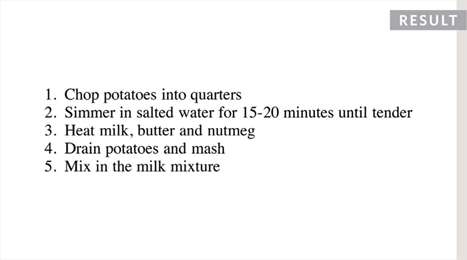 RESULT
1. Chop potatoes into quarters
2. Simmer in salted water for 15-20 minutes until tender
3. Heat milk, butter and nutmeg
4. Drain potatoes and mash
5. Mix in the milk mixture